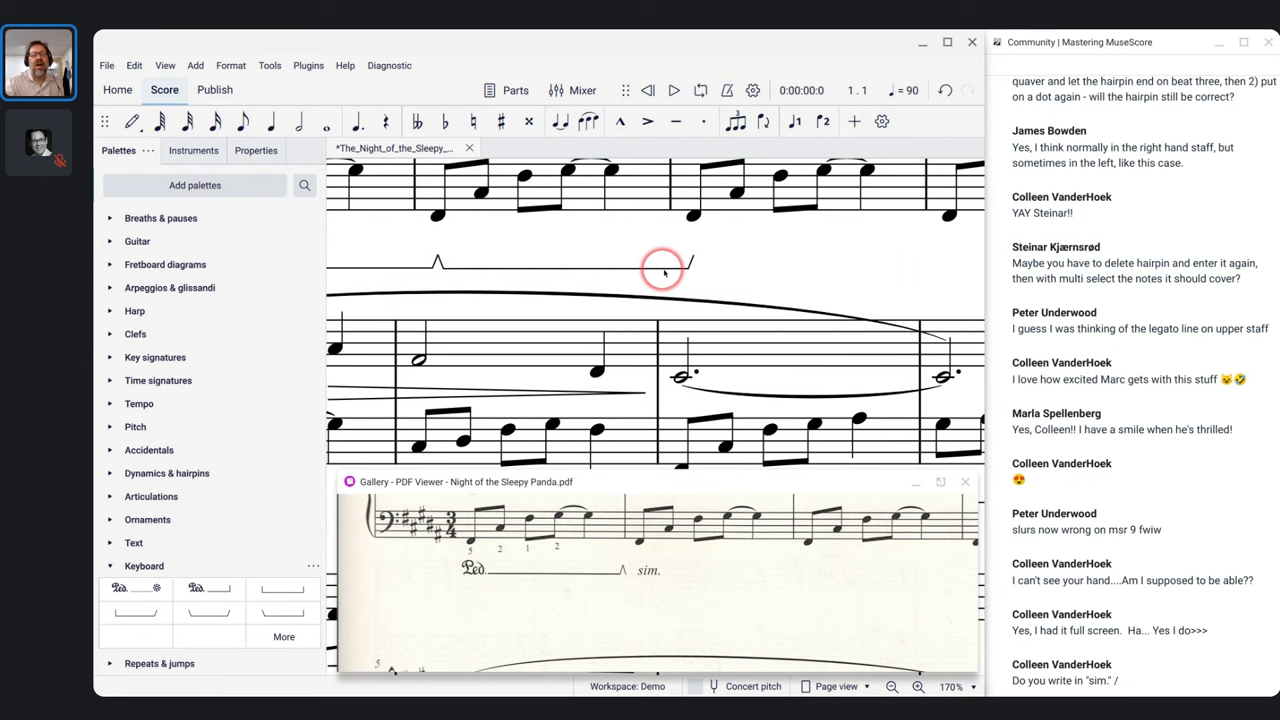 Community | Mastering MuseScore
File Edit View Add Format Tools Plugins Help Diagnostic
Home Score Publish
Parts Mixer
0:00:00:0 1 . 1 = 90
Palettes Instruments Properties
*The_Night_of_the_Sleepy_...
Add palettes
Breaths & pauses
Guitar
Fretboard diagrams
Arpeggios & glissandi
Harp
Clefs
Key signatures
Time signatures
Tempo
Pitch
Accidentals
Dynamics & hairpins
Articulations
Ornaments
Text
Keyboard
Ped. Ped.
More
Repeats & jumps
Gallery - PDF Viewer - Night of the Sleepy Panda.pdf
3
4
5 2 1 2
Ped. sim.
5
Workspace: Demo Concert pitch Page view 170%
quaver and let the hairpin end on beat three, then 2) put
on a dot again - will the hairpin still be correct?
James Bowden
Yes, I think normally in the right hand staff, but
sometimes in the left, like this case.
Colleen VanderHoek
YAY Steinar!!
Steinar Kjærnsrød
Maybe you have to delete hairpin and enter it again,
then with multi select the notes it should cover?
Peter Underwood
I guess I was thinking of the legato line on upper staff
Colleen VanderHoek
I love how excited Marc gets with this stuff 😺🤣
Marla Spellenberg
Yes, Colleen!! I have a smile when he's thrilled!
Colleen VanderHoek
😍
Peter Underwood
slurs now wrong on msr 9 fwiw
Colleen VanderHoek
I can't see your hand....Am I supposed to be able??
Colleen VanderHoek
Yes, I had it full screen. Ha... Yes I do>>>
Colleen VanderHoek
Do you write in "sim." /